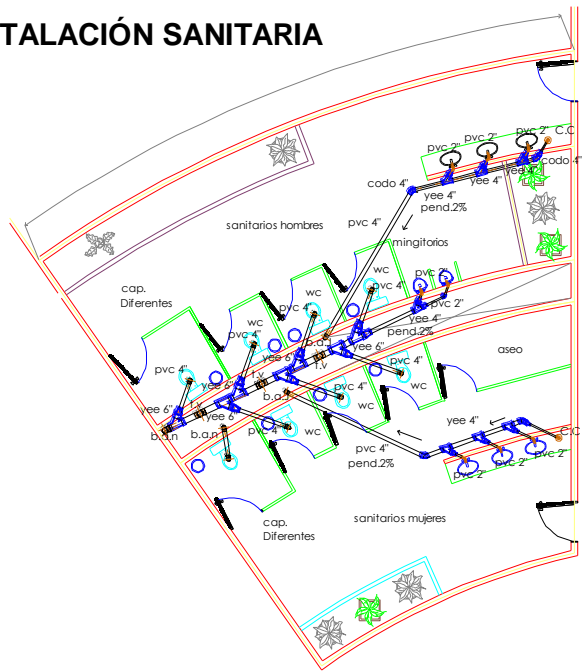 TALACIÓN SANITARIA
pvc 2"
pvc 2"
pvc 2"
C.C
codo 4"
codo 4"
yee 4"
yee 4"
yee 4"
pend.2%
pvc 4"
sanitarios hombres
mingitorios
cap.
Diferentes
wc
pvc 4"
pvc 2"
wc
pvc 4"
pvc 2"
wc
pvc 4"
b.a.j
yee 4"
pend.2%
t.v
yee 6"
pvc 4"
yee 6"
t.v
yee 6"
t.v
yee 6"
b.a.n
b.a.n
pvc 4"
wc
wc
pvc 4"
wc
pvc 4"
aseo
yee 4"
C.C
pvc 4"
pend.2%
pvc 2"
pvc 2"
pvc 2"
cap.
Diferentes
sanitarios mujeres